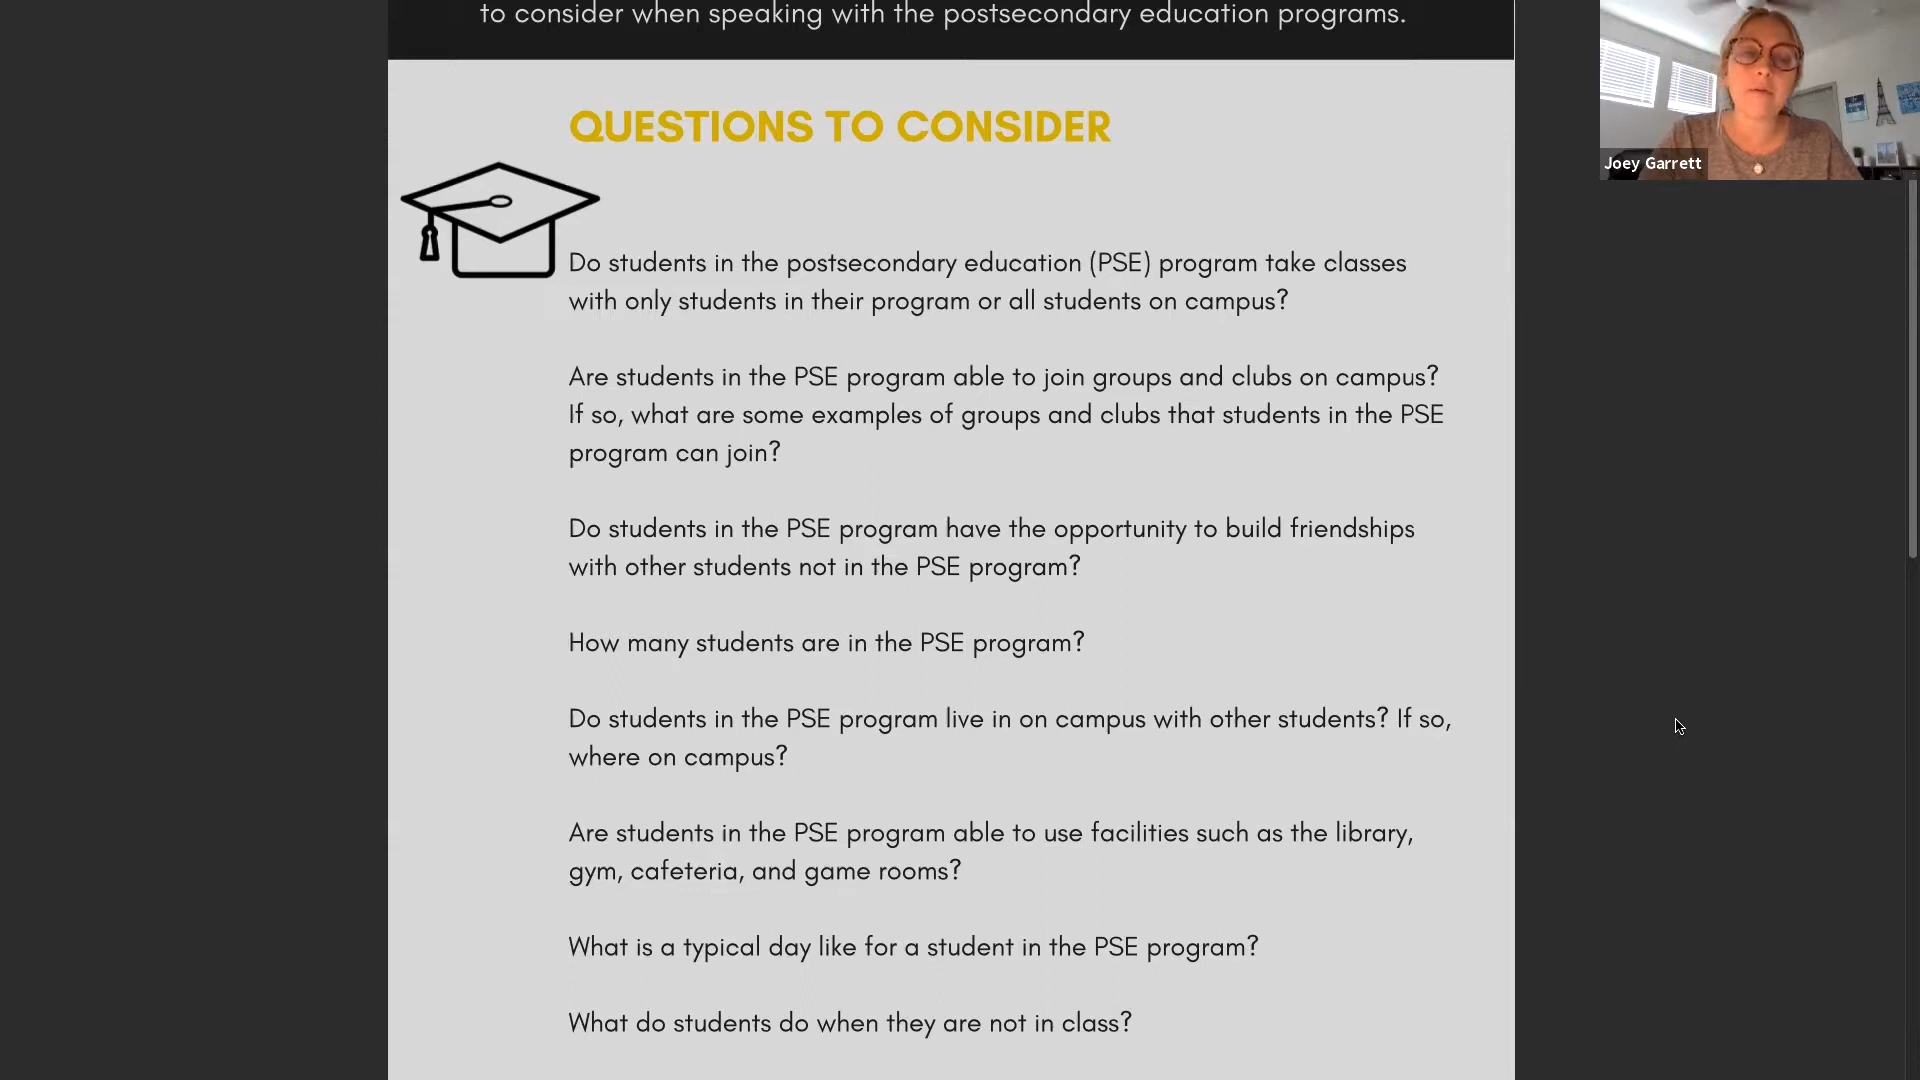 to consider when speaking with the postsecondary education programs.
Joey Garrett
QUESTIONS TO CONSIDER
Do students in the postsecondary education (PSE) program take classes
with only students in their program or all students on campus?
Are students in the PSE program able to join groups and clubs on campus?
If so, what are some examples of groups and clubs that students in the PSE
program can join?
Do students in the PSE program have the opportunity to build friendships
with other students not in the PSE program?
How many students are in the PSE program?
Do students in the PSE program live in on campus with other students? If so,
where on campus?
Are students in the PSE program able to use facilities such as the library,
gym, cafeteria, and game rooms?
What is a typical day like for a student in the PSE program?
What do students do when they are not in class?